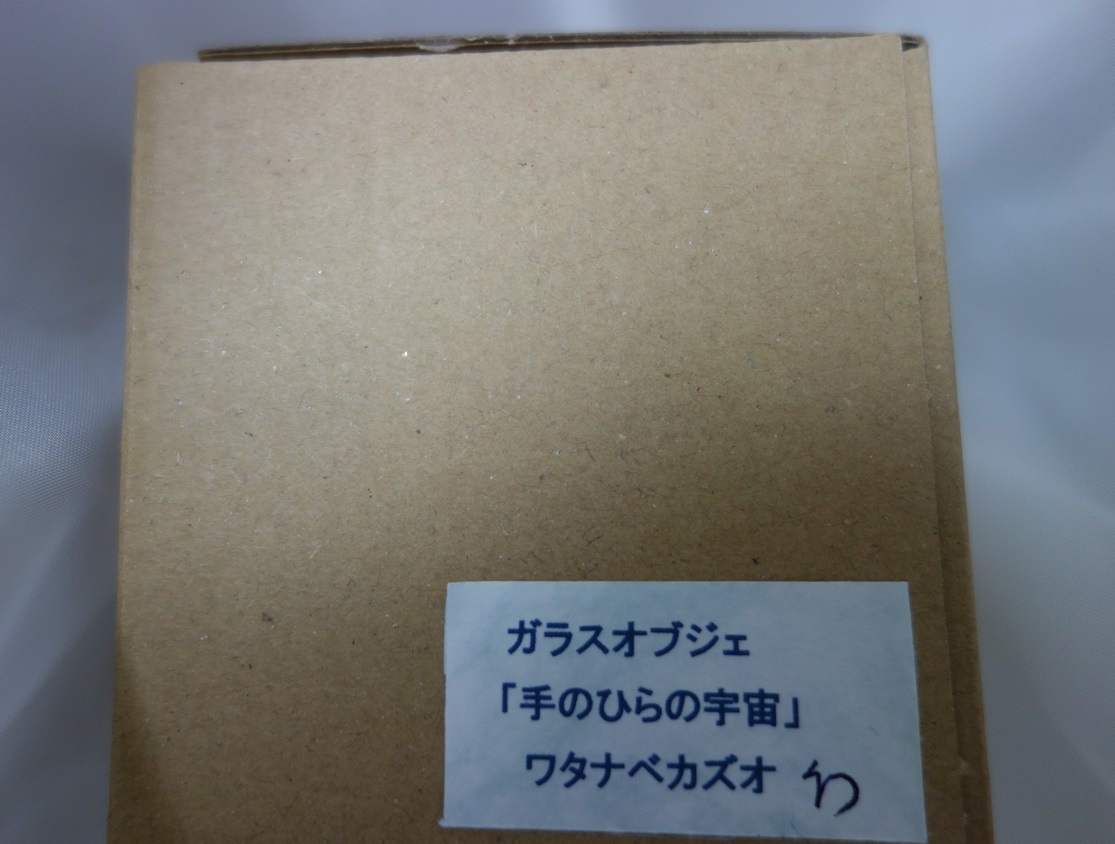 ガラスオブジェ
「手のひらの宇宙」
ワタナベカズオ わ